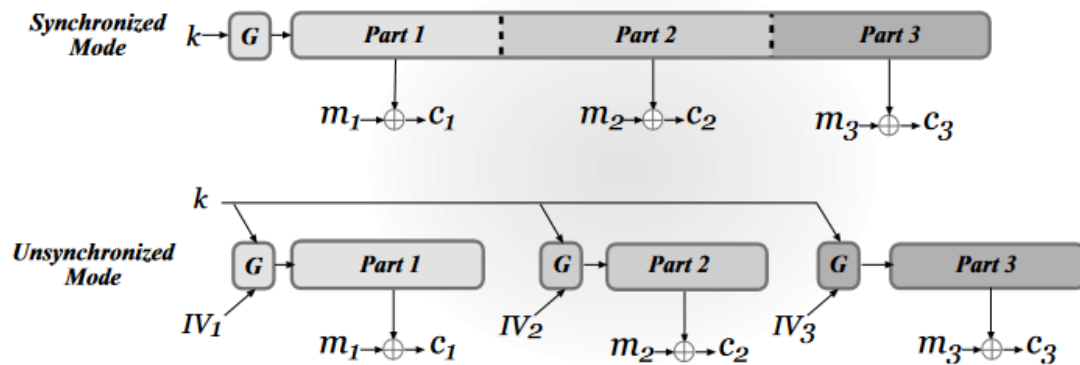 Synchronized
Mode
k G Part 1 Part 2 Part 3
m1 c1 m2 c2 m3 c3
k
Unsynchronized
Mode
G Part 1 G Part 2 G Part 3
IV1 IV2 IV3
m1 c1 m2 c2 m3 c3